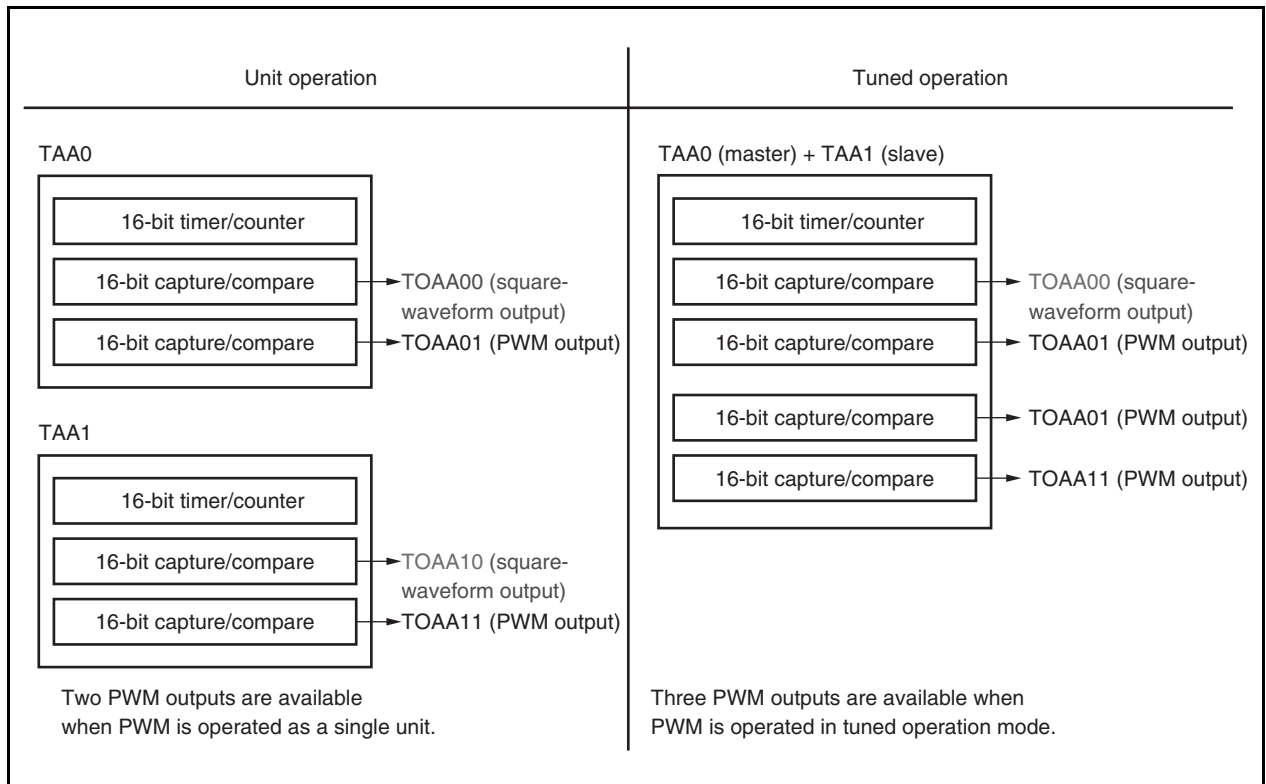 Unit operation
Tuned operation
TAA0
16-bit timer/counter
16-bit capture/compare
TOAA00 (square-
waveform output)
16-bit capture/compare
TOAA01 (PWM output)
TAA1
16-bit timer/counter
16-bit capture/compare
TOAA10 (square-
waveform output)
16-bit capture/compare
TOAA11 (PWM output)
Two PWM outputs are available
when PWM is operated as a single unit.
TAA0 (master) + TAA1 (slave)
16-bit timer/counter
16-bit capture/compare
TOAA00 (square-
waveform output)
16-bit capture/compare
TOAA01 (PWM output)
16-bit capture/compare
TOAA01 (PWM output)
16-bit capture/compare
TOAA11 (PWM output)
Three PWM outputs are available when
PWM is operated in tuned operation mode.